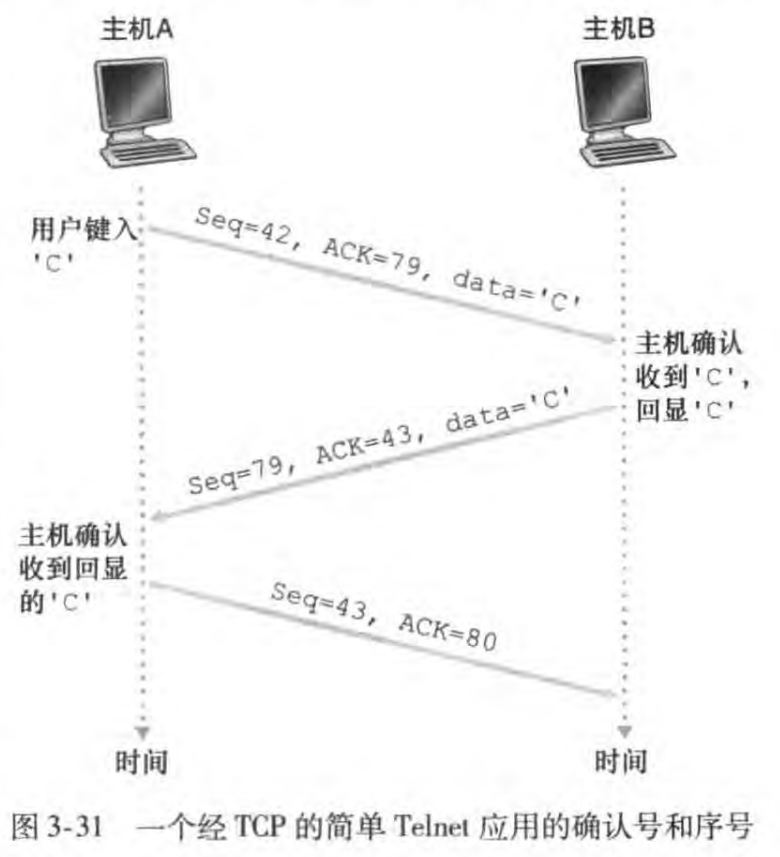 主机A
主机B
用户键入
'C'
Seq=42, ACK=79, data='C'
主机确认
收到'C',
回显'C'
Seq=79, ACK=43, data='C'
主机确认
收到回显
的'C'
Seq=43, ACK=80
时间
时间
图 3-31 一个经 TCP 的简单 Telnet 应用的确认号和序号